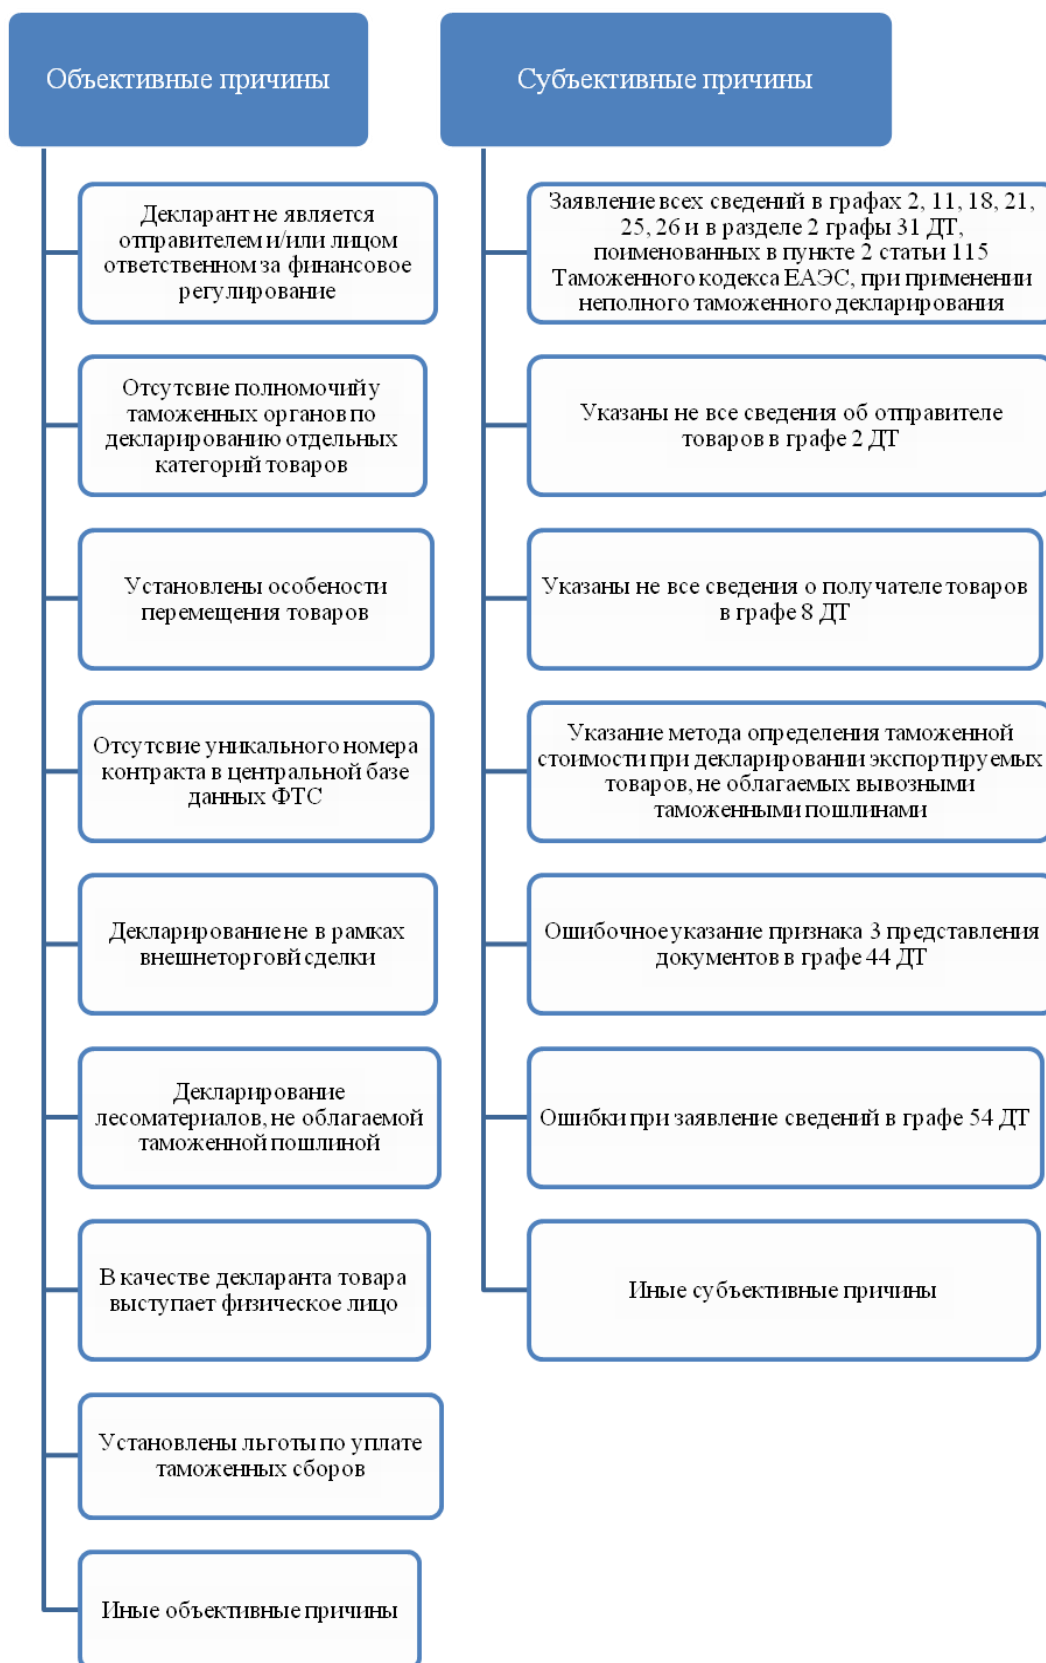 Объективные причины
Декларант не является
отправителем и/или лицом
ответственном за финансовое
регулирование
Отсутсвие полномочий у
таможенных органов по
декларированию отдельных
категорий товаров
Установлены особености
перемещения товаров
Отсутсвие уникального номера
контракта в центральной базе
данных ФТС
Декларирование не в рамках
внешнеторговй сделки
Декларирование
лесоматериалов, не облагаемой
таможенной пошлиной
В качестве декларанта товара
выступает физическое лицо
Установлены льготы по уплате
таможенных сборов
Иные объективные причины
Субъективные причины
Заявление всех сведений в графах 2, 11, 18, 21,
25, 26 и в разделе 2 графы 31 ДТ,
поименованных в пункте 2 статьи 115
Таможенного кодекса ЕАЭС, при применении
неполного таможенного декларирования
Указаны не все сведения об отправителе
товаров в графе 2 ДТ
Указаны не все сведения о получателе товаров
в графе 8 ДТ
Указание метода определения таможенной
стоимости при декларировании экспортируемых
товаров, не облагаемых вывозными
таможенными пошлинами
Ошибочное указание признака 3 представления
документов в графе 44 ДТ
Ошибки при заявление сведений в графе 54 ДТ
Иные субъективные причины